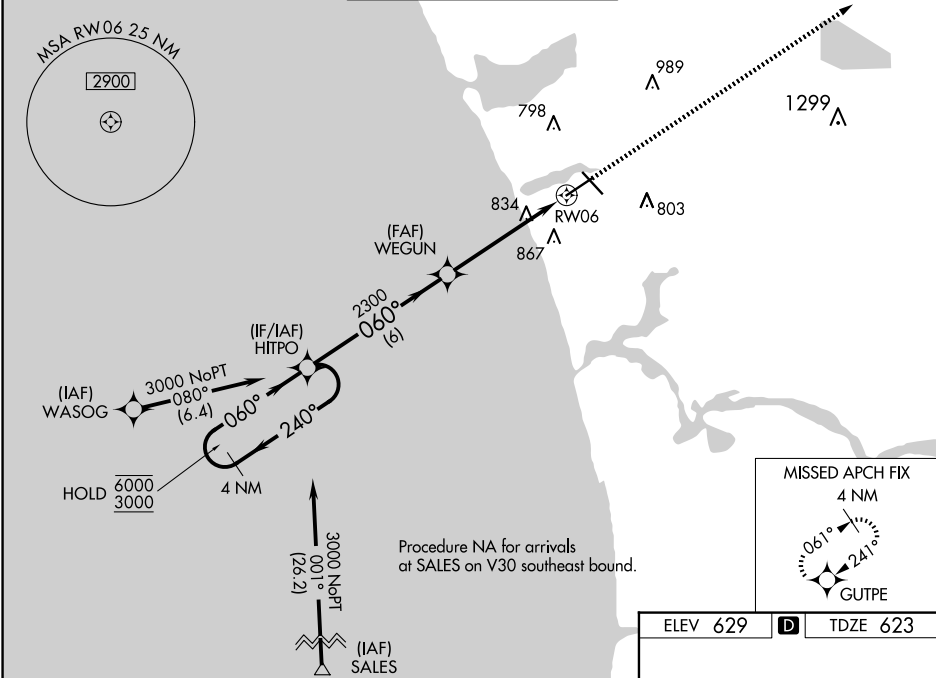 MSA RW06 25 NM
2900
989
798
1299
834
RW06
803
867
(FAF)
WEGUN
2300
060°
(6)
(IF/IAF)
HITPO
3000 NoPT
080°
(6.4)
(IAF)
WASOG
060°
240°
HOLD 6000
3000
4 NM
3000 NoPT
001°
(26.2)
(IAF)
SALES
Procedure NA for arrivals
at SALES on V30 southeast bound.
MISSED APCH FIX
4 NM
061°
241°
GUTPE
ELEV 629 D TDZE 623